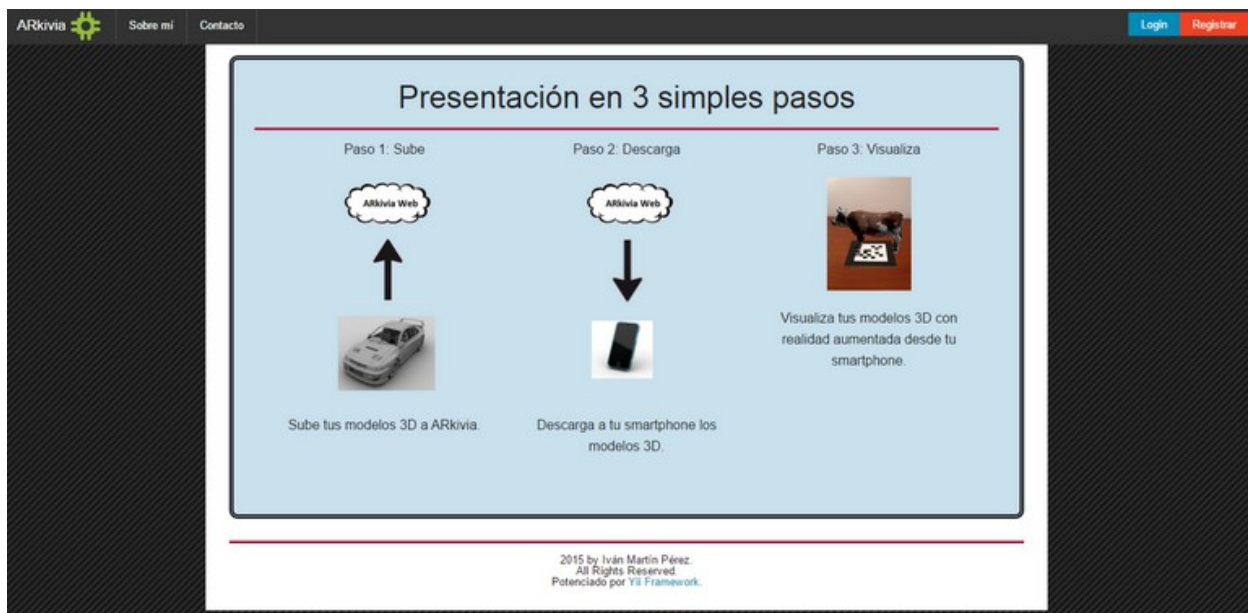 ARkivia
Sobre mí
Contacto
Login
Registrar
Presentación en 3 simples pasos
Paso 1: Sube
Paso 2: Descarga
Paso 3: Visualiza
ARkivia Web
ARkivia Web
Sube tus modelos 3D a ARkivia.
Descarga a tu smartphone los
modelos 3D.
Visualiza tus modelos 3D con
realidad aumentada desde tu
smartphone.
2015 by Iván Martín Pérez.
All Rights Reserved.
Potenciado por Yii Framework.